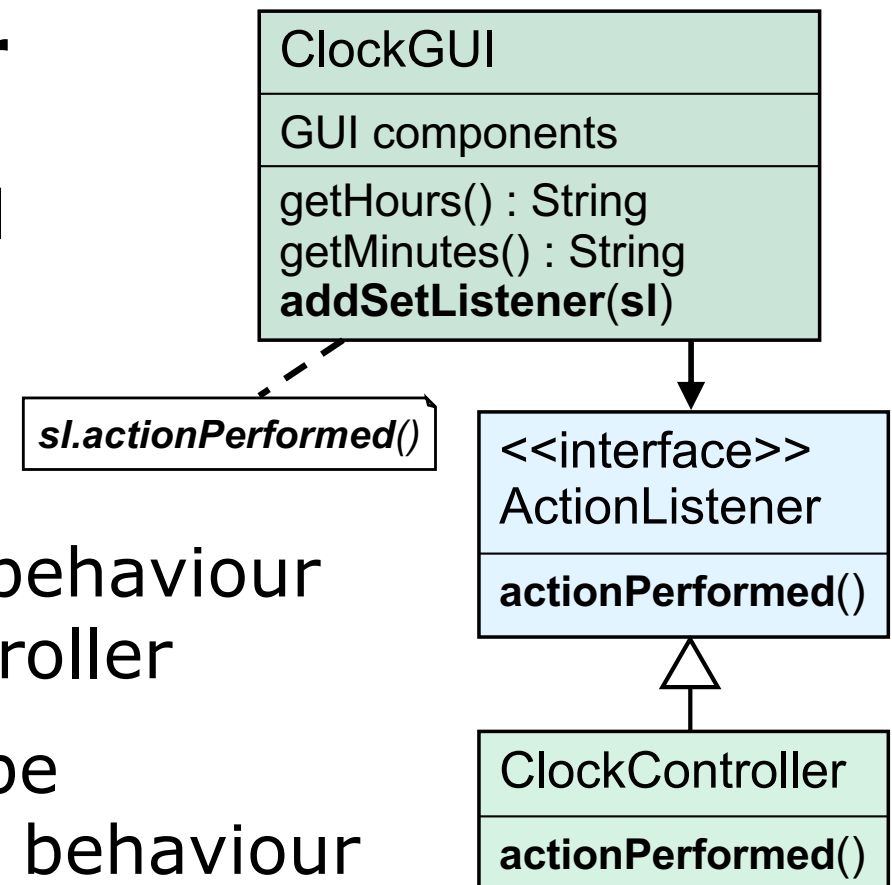 ClockGUI
GUI components
getHours() : String
getMinutes() : String
addSetListener(sl)
sl.actionPerformed()
<<interface>>
ActionListener
actionPerformed()
behaviour
roller
be
behaviour
ClockController
actionPerformed()